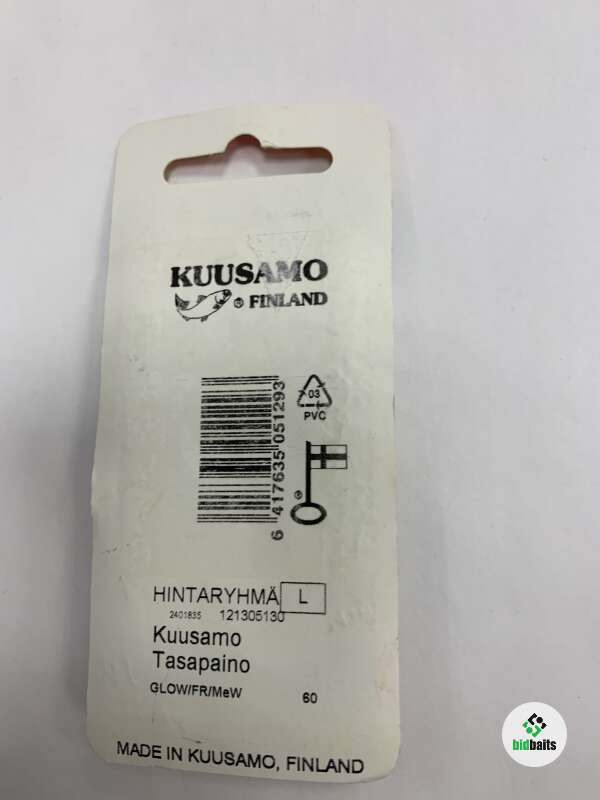 KUUSAMO
® FINLAND
6 417635 051293
03
PVC
®
HINTARYHMÄ L
2401835 121305130
Kuusamo
Tasapaino
GLOW/FR/MeW 60
MADE IN KUUSAMO, FINLAND
bidbaits